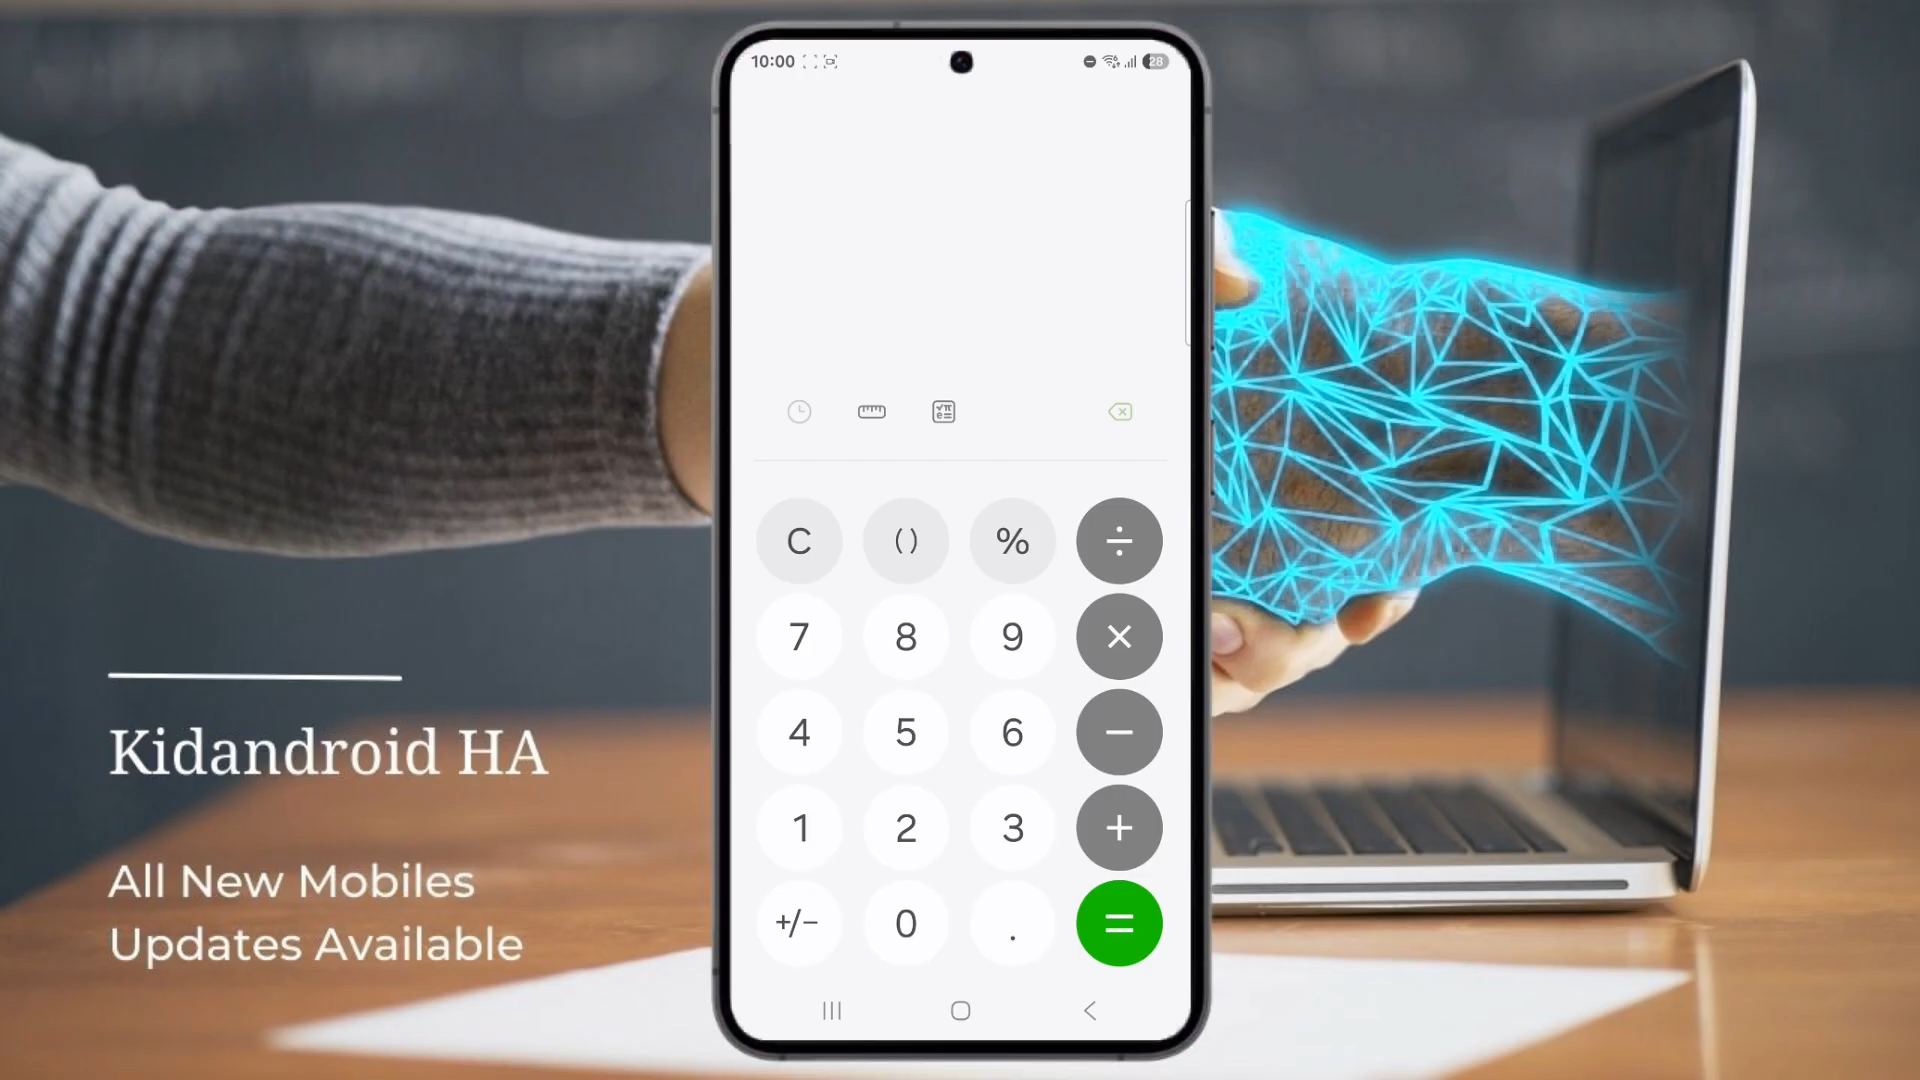 10:00
28
C ( ) % ÷
7 8 9 ×
4 5 6 −
1 2 3 +
+/− 0 . =
Kidandroid HA
All New Mobiles
Updates Available